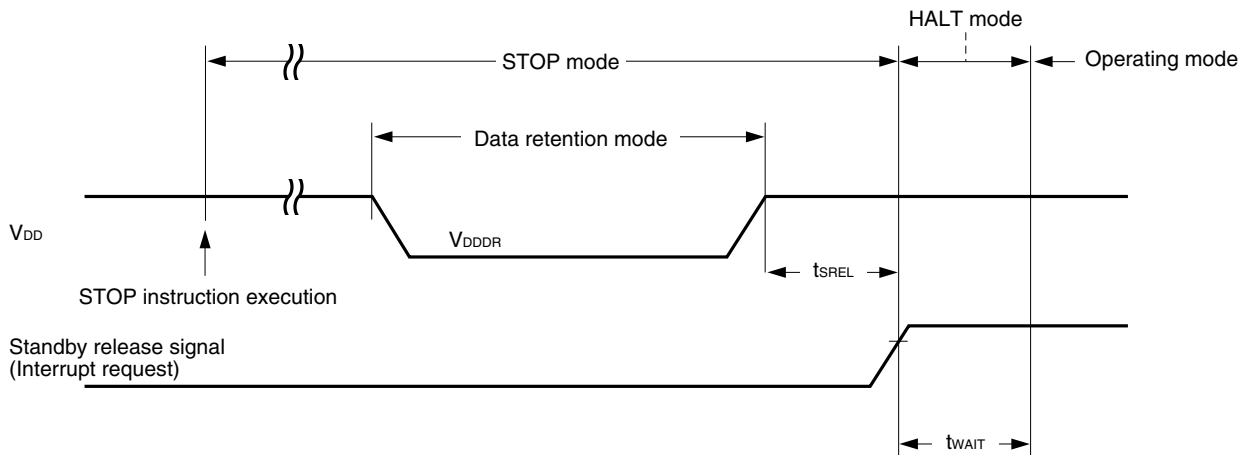 HALT mode
STOP mode
Operating mode
Data retention mode
VDD
VDDDR
tSREL
STOP instruction execution
Standby release signal
(Interrupt request)
tWAIT